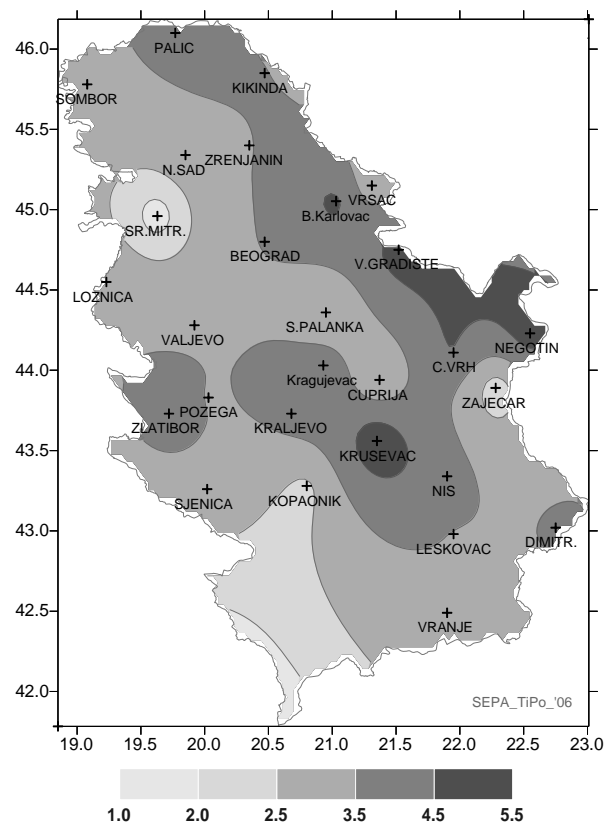 46.0
PALIC
KIKINDA
SOMBOR
45.5
ZRENJANIN
N.SAD
VRSAC
45.0
B.Karlovac
SR.MITR.
BEOGRAD
V.GRADISTE
44.5
LOZNICA
S.PALANKA
VALJEVO
NEGOTIN
44.0
C.VRH
Kragujevac
CUPRIJA
ZAJECAR
POZEGA
ZLATIBOR
KRALJEVO
43.5
KRUSEVAC
NIS
KOPAONIK
SJENICA
43.0
DIMITR.
LESKOVAC
42.5
VRANJE
42.0
SEPA_TiPo_'06
19.0 19.5 20.0 20.5 21.0 21.5 22.0 22.5 23.0
1.0 2.0 2.5 3.5 4.5 5.5